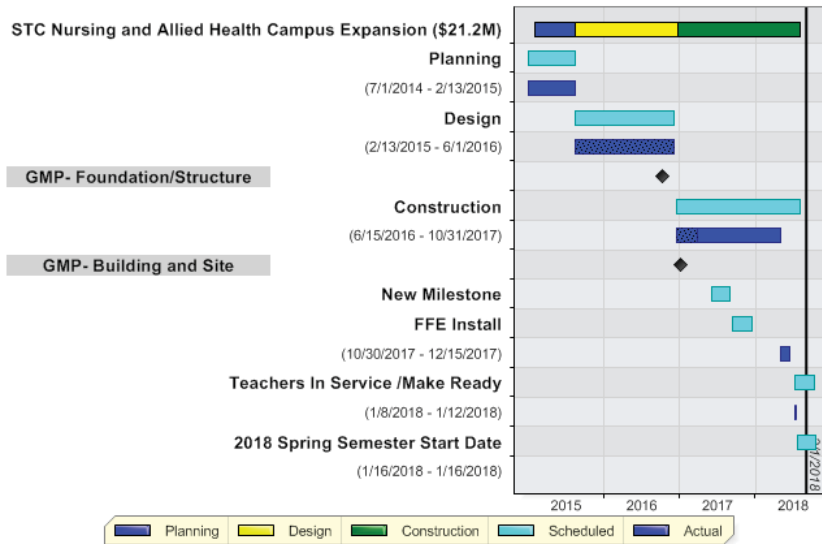 STC Nursing and Allied Health Campus Expansion ($21.2M)
Planning
(7/1/2014 - 2/13/2015)
Design
(2/13/2015 - 6/1/2016)
GMP- Foundation/Structure
Construction
(6/15/2016 - 10/31/2017)
GMP- Building and Site
New Milestone
FFE Install
(10/30/2017 - 12/15/2017)
Teachers In Service /Make Ready
(1/8/2018 - 1/12/2018)
2018 Spring Semester Start Date
(1/16/2018 - 1/16/2018)
2015 2016 2017 2018
Planning Design Construction Scheduled Actual